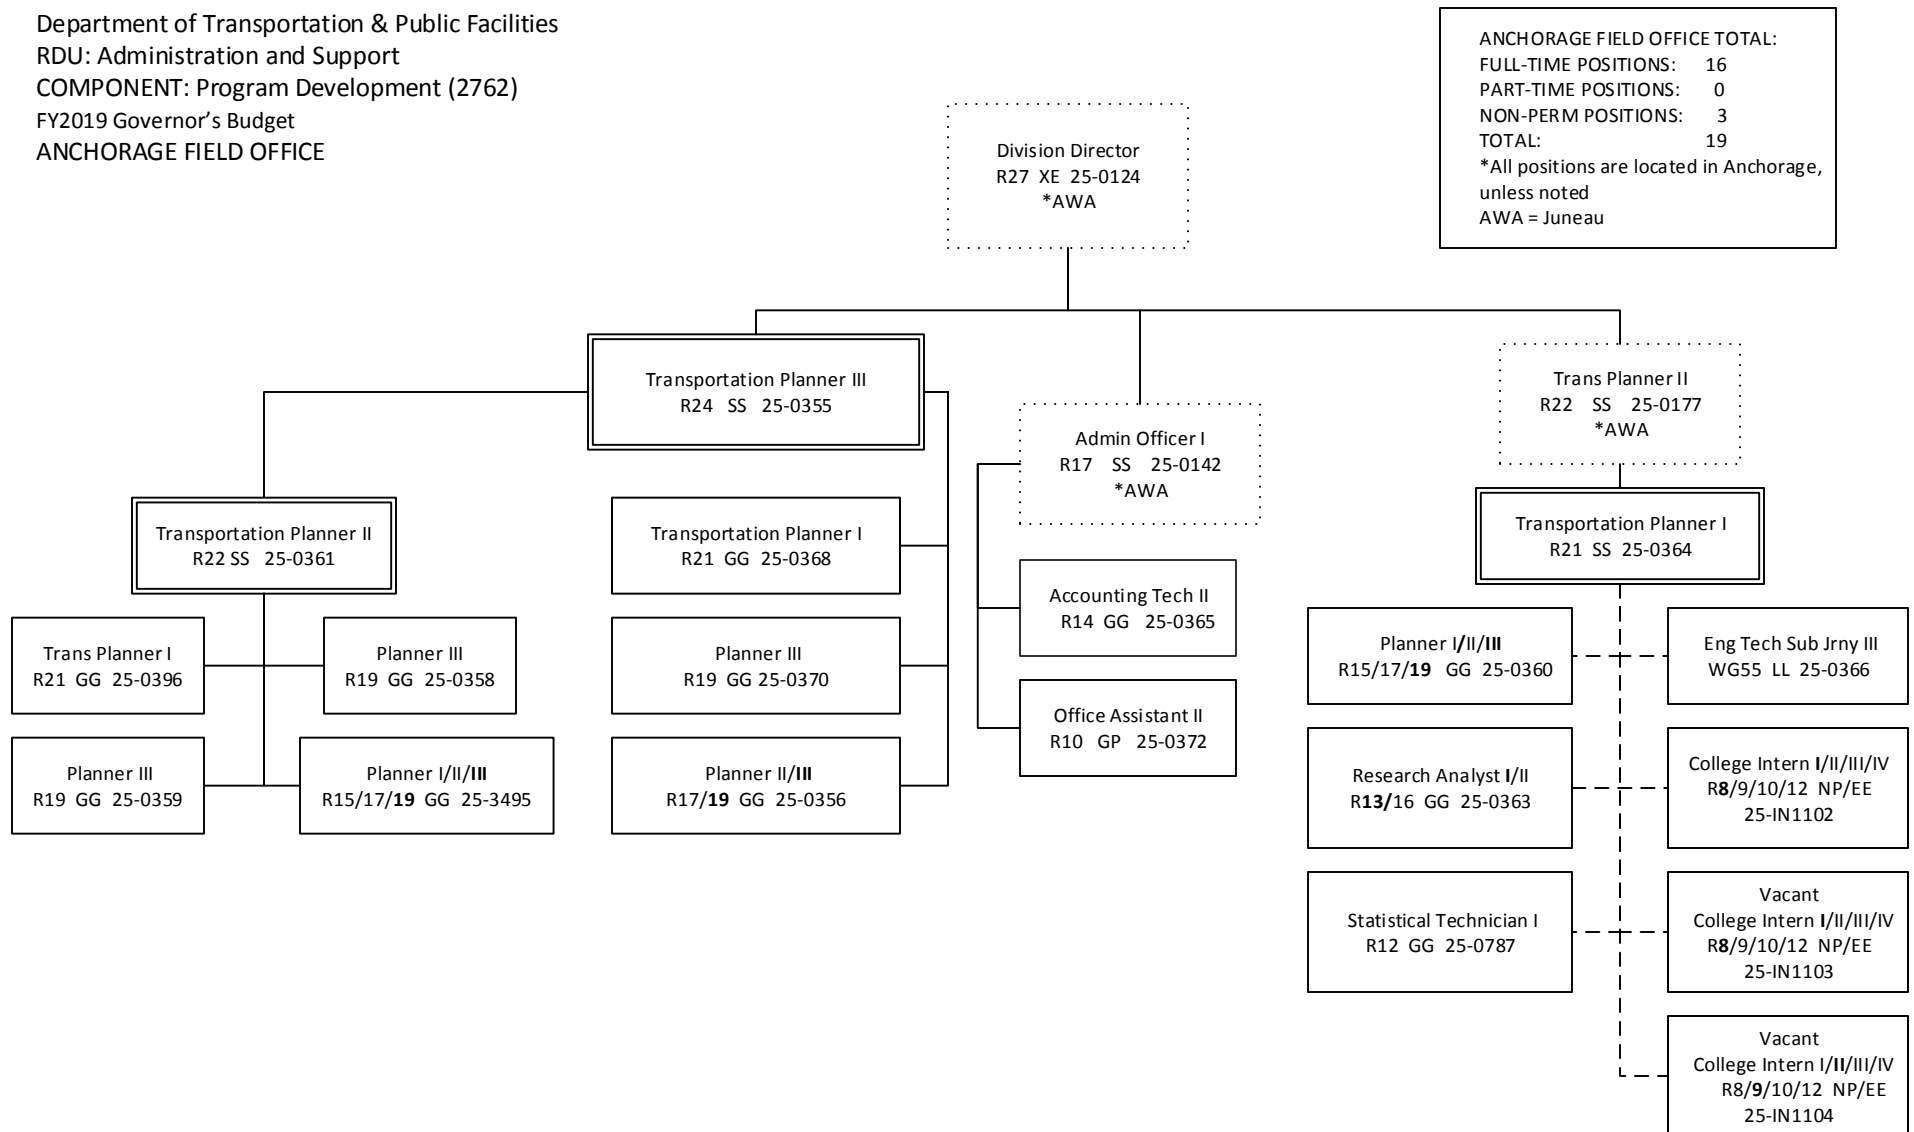 Department of Transportation & Public Facilities
RDU: Administration and Support
COMPONENT: Program Development (2762)
FY2019 Governor's Budget
ANCHORAGE FIELD OFFICE
ANCHORAGE FIELD OFFICE TOTAL:
FULL-TIME POSITIONS: 16
PART-TIME POSITIONS: 0
NON-PERM POSITIONS: 3
TOTAL: 19
*All positions are located in Anchorage,
unless noted
AWA = Juneau
Division Director
R27 XE 25-0124
*AWA
Transportation Planner III
R24 SS 25-0355
Admin Officer I
R17 SS 25-0142
*AWA
Trans Planner II
R22 SS 25-0177
*AWA
Transportation Planner II
R22 SS 25-0361
Trans Planner I
R21 GG 25-0396
Planner III
R19 GG 25-0358
Planner III
R19 GG 25-0359
Planner I/II/III
R15/17/19 GG 25-3495
Transportation Planner I
R21 GG 25-0368
Planner III
R19 GG 25-0370
Planner II/III
R17/19 GG 25-0356
Accounting Tech II
R14 GG 25-0365
Office Assistant II
R10 GP 25-0372
Transportation Planner I
R21 SS 25-0364
Planner I/II/III
R15/17/19 GG 25-0360
Eng Tech Sub Jrny III
WG55 LL 25-0366
Research Analyst I/II
R13/16 GG 25-0363
College Intern I/II/III/IV
R8/9/10/12 NP/EE
25-IN1102
Statistical Technician I
R12 GG 25-0787
Vacant
College Intern I/II/III/IV
R8/9/10/12 NP/EE
25-IN1103
Vacant
College Intern I/II/III/IV
R8/9/10/12 NP/EE
25-IN1104